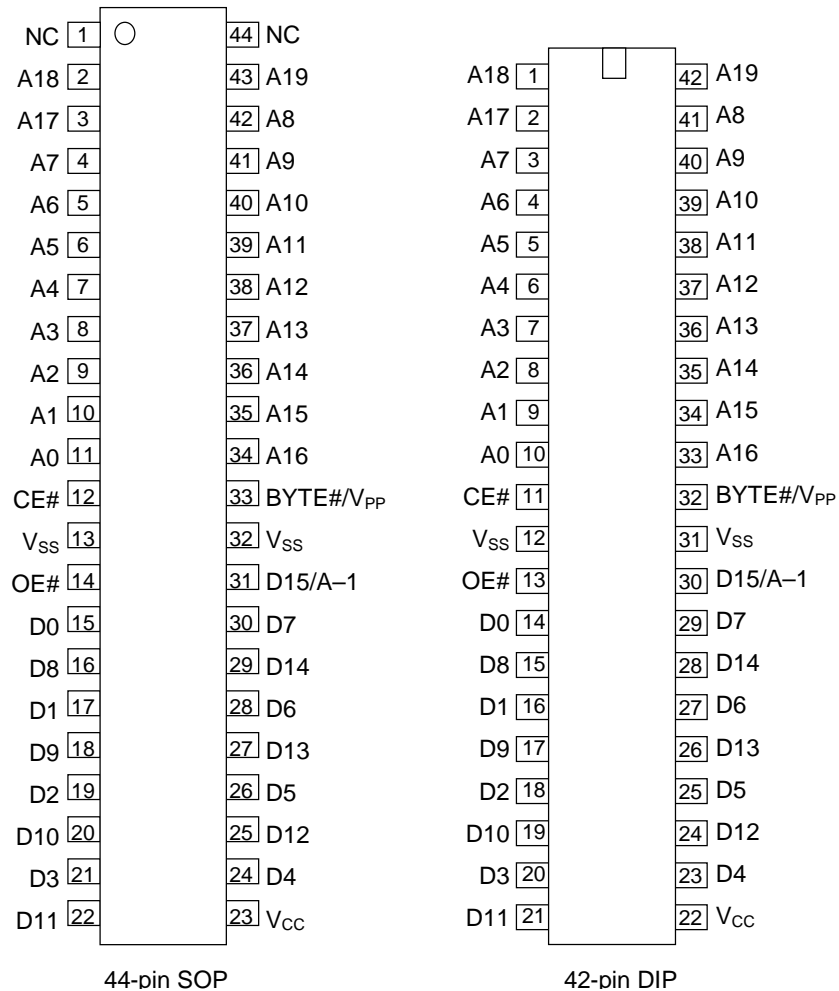 NC 1 44 NC
A18 2 43 A19
A17 3 42 A8
A7 4 41 A9
A6 5 40 A10
A5 6 39 A11
A4 7 38 A12
A3 8 37 A13
A2 9 36 A14
A1 10 35 A15
A0 11 34 A16
CE# 12 33 BYTE#/VPP
VSS 13 32 VSS
OE# 14 31 D15/A–1
D0 15 30 D7
D8 16 29 D14
D1 17 28 D6
D9 18 27 D13
D2 19 26 D5
D10 20 25 D12
D3 21 24 D4
D11 22 23 VCC
44-pin SOP
A18 1 42 A19
A17 2 41 A8
A7 3 40 A9
A6 4 39 A10
A5 5 38 A11
A4 6 37 A12
A3 7 36 A13
A2 8 35 A14
A1 9 34 A15
A0 10 33 A16
CE# 11 32 BYTE#/VPP
VSS 12 31 VSS
OE# 13 30 D15/A–1
D0 14 29 D7
D8 15 28 D14
D1 16 27 D6
D9 17 26 D13
D2 18 25 D5
D10 19 24 D12
D3 20 23 D4
D11 21 22 VCC
42-pin DIP